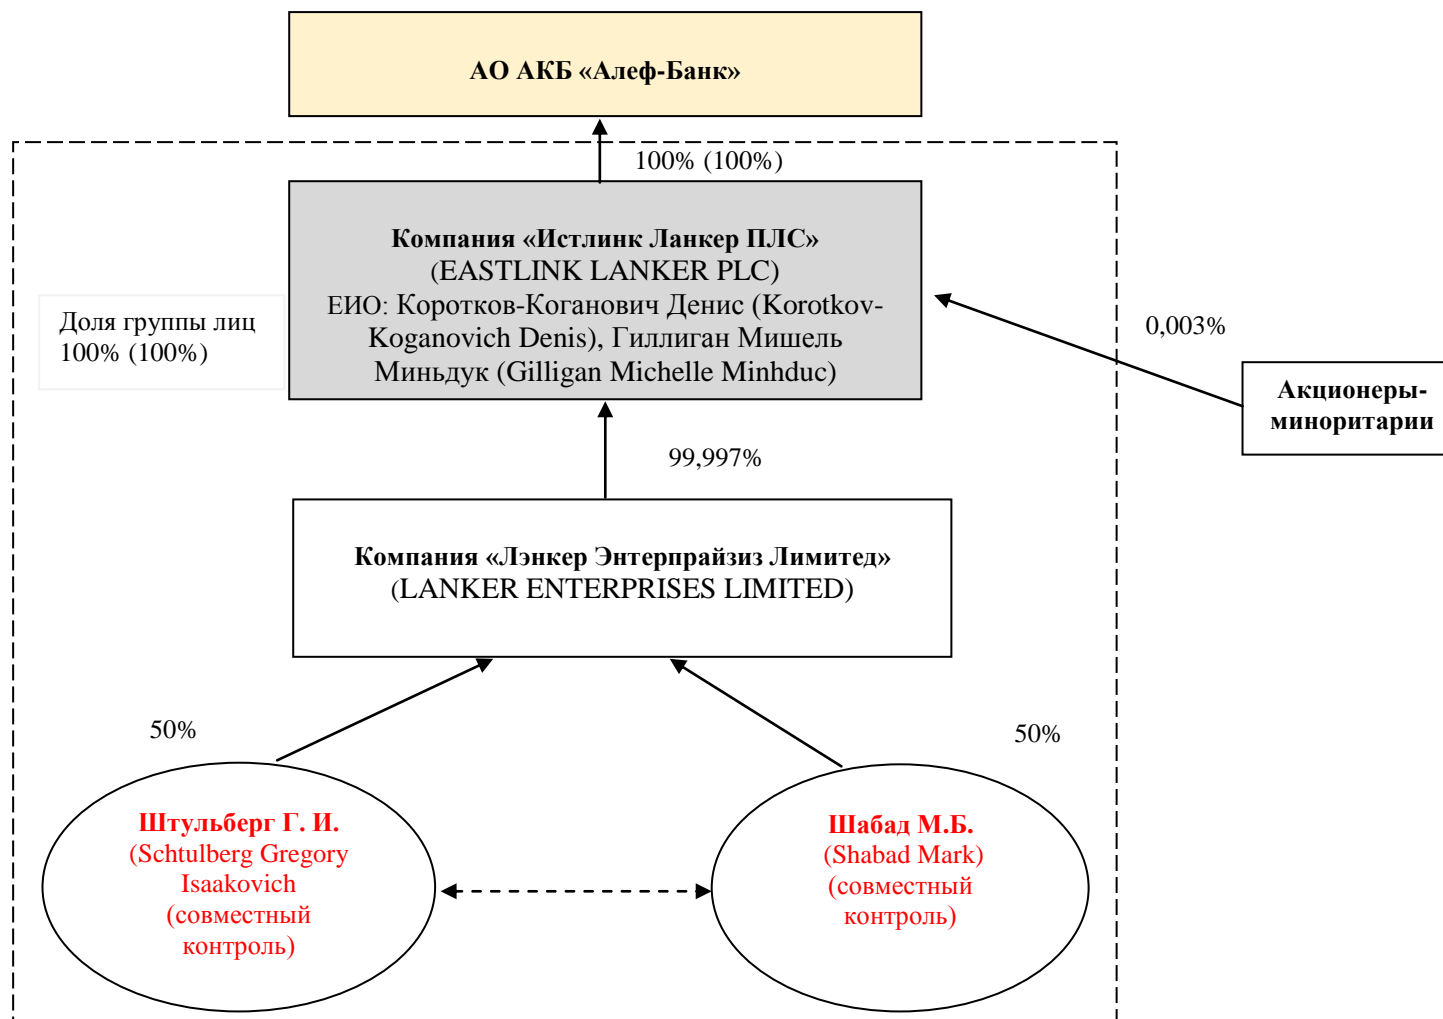 АО АКБ «Алеф-Банк»
100% (100%)
Компания «Истлинк Ланкер ПЛС»
(EASTLINK LANKER PLC)
ЕИО: Коротков-Коганович Денис (Korotkov-
Koganovich Denis), Гиллиган Мишель
Миньдук (Gilligan Michelle Minhduc)
Доля группы лиц
100% (100%)
0,003%
Акционеры-
миноритарии
99,997%
Компания «Лэнкер Энтерпрайзиз Лимитед»
(LANKER ENTERPRISES LIMITED)
50%
50%
Штульберг Г. И.
(Schtulberg Gregory
Isaakovich
(совместный
контроль)
Шабад М.Б.
(Shabad Mark)
(совместный
контроль)